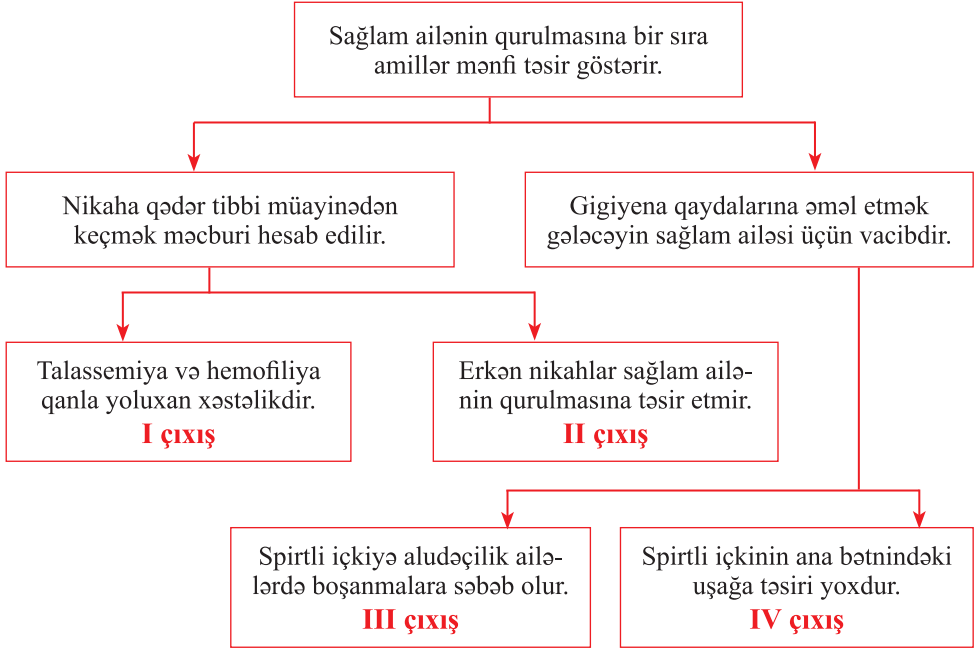 Sağlam ailənin qurulmasına bir sıra
amillər mənfi təsir göstərir.
Nikaha qədər tibbi müayinədən
keçmək məcburi hesab edilir.
Gigiyena qaydalarına əməl etmək
gələcəyin sağlam ailəsi üçün vacibdir.
Talassemiya və hemofiliya
qanla yoluxan xəstəlikdir.
I çıxış
Erkən nikahlar sağlam ailə-
nin qurulmasına təsir etmir.
II çıxış
Spirtli içkiyə aludəçilik ailə-
lərdə boşanmalara səbəb olur.
III çıxış
Spirtli içkinin ana bətnindəki
uşağa təsiri yoxdur.
IV çıxış